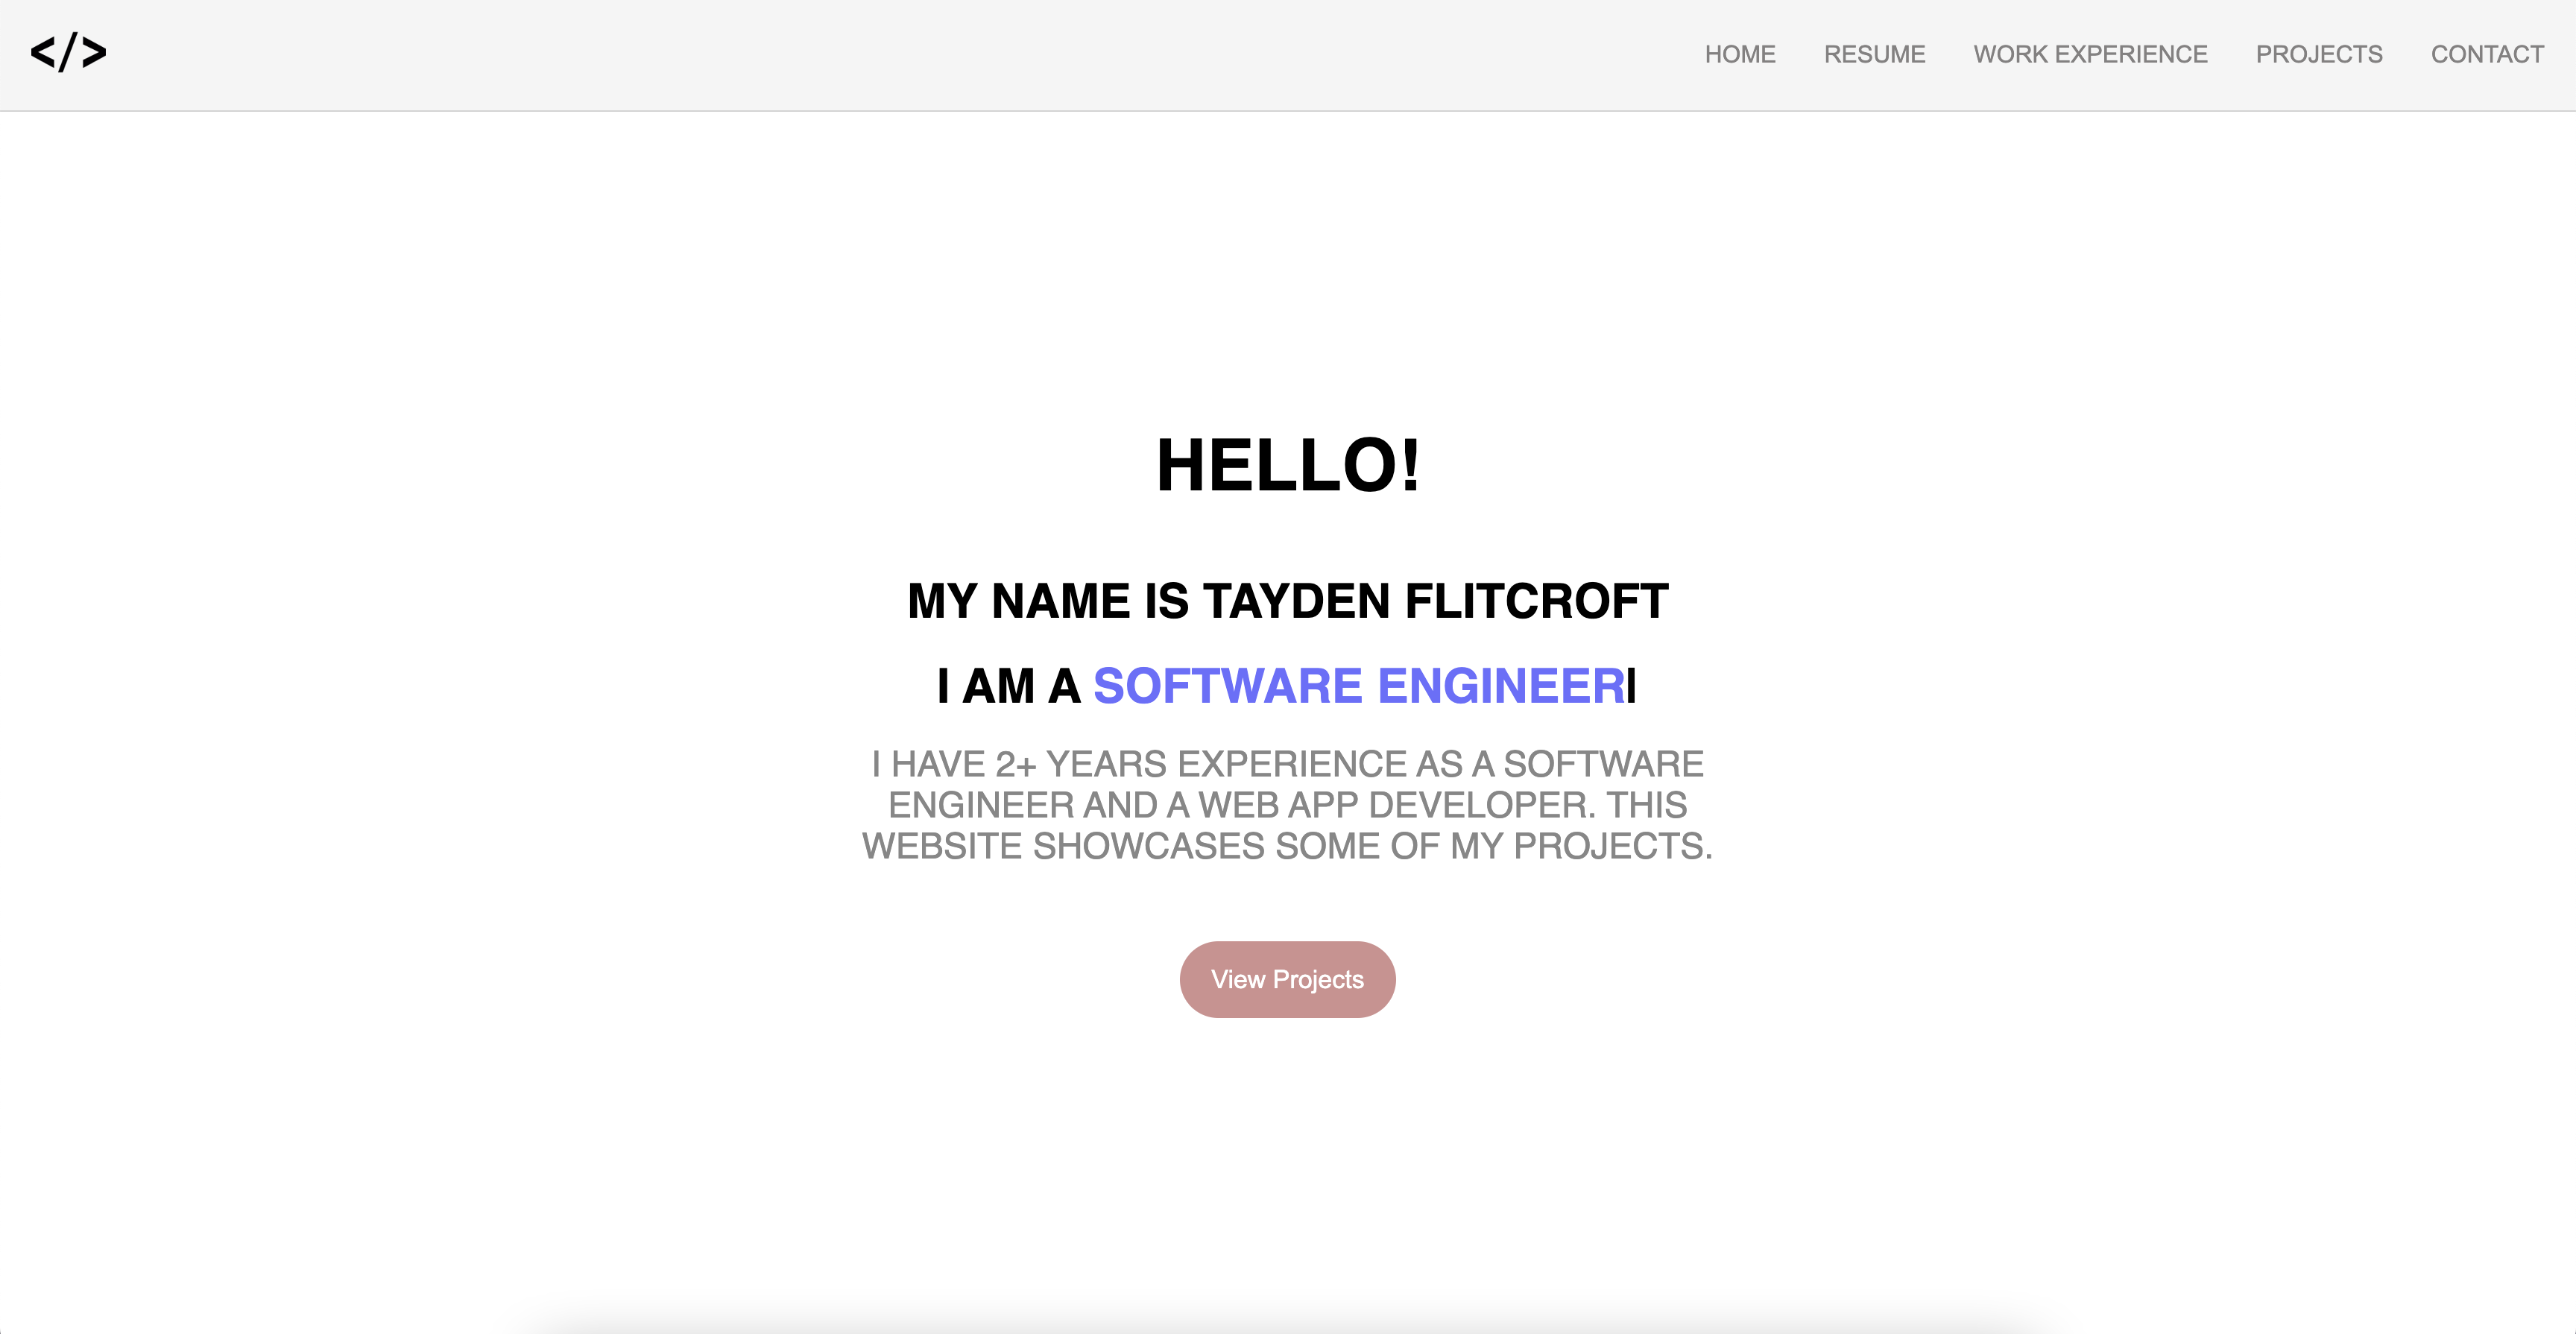 </>
HOME RESUME WORK EXPERIENCE PROJECTS CONTACT
HELLO!
MY NAME IS TAYDEN FLITCROFT
I AM A SOFTWARE ENGINEERI
I HAVE 2+ YEARS EXPERIENCE AS A SOFTWARE
ENGINEER AND A WEB APP DEVELOPER. THIS
WEBSITE SHOWCASES SOME OF MY PROJECTS.
View Projects